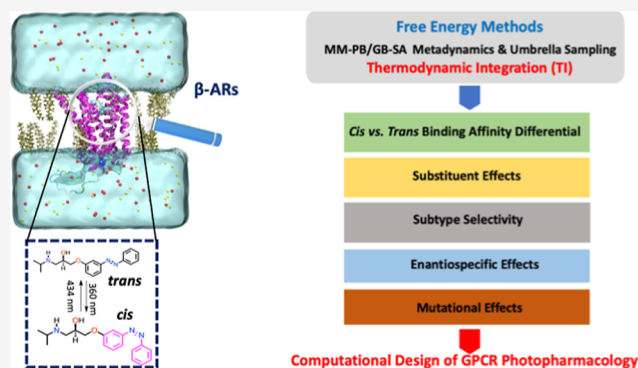 β-ARs
H
N
OH
H
O
N
N
trans
434 nm
360 nm
cis
H
N
OH
H
O
N
N
Free Energy Methods
MM-PB/GB-SA Metadynamics & Umbrella Sampling
Thermodynamic Integration (TI)
Cis vs. Trans Binding Affinity Differential
Substituent Effects
Subtype Selectivity
Enantiospecific Effects
Mutational Effects
Computational Design of GPCR Photopharmacology